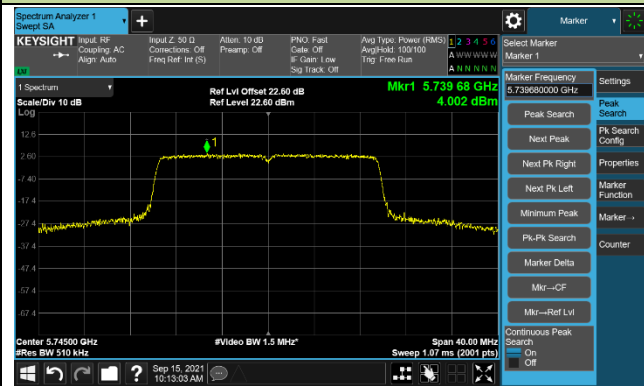 Spectrum Analyzer 1
Swept SA
Marker
KEYSIGHT
Input: RF
Coupling: AC
Align: Auto
Input Z: 50 Ω
Corrections: Off
Freq Ref: Int (S)
Atten: 10 dB
Preamp: Off
PNO: Fast
Gate: Off
IF Gain: Low
Sig Track: Off
Avg Type: Power (RMS)
Avg|Hold: 100/100
Trig: Free Run
1 2 3 4 5 6
A W W W W W
A N N N N N
Select Marker
Marker 1
1 Spectrum
Scale/Div 10 dB
Log
Ref Lvl Offset 22.60 dB
Ref Level 22.60 dBm
Mkr1 5.739 68 GHz
4.002 dBm
12.6
2.60
-7.40
-17.4
-27.4
-37.4
-47.4
-57.4
-67.4
1
Center 5.74500 GHz
#Res BW 510 kHz
#Video BW 1.5 MHz*
Span 40.00 MHz
Sweep 1.07 ms (2001 pts)
Marker Frequency
5.739680000 GHz
Peak Search
Next Peak
Next Pk Right
Next Pk Left
Minimum Peak
Pk-Pk Search
Marker Delta
Mkr→CF
Mkr→Ref Lvl
Continuous Peak
Search
On
Off
Settings
Peak
Search
Pk Search
Config
Properties
Marker
Function
Marker→
Counter
Sep 15, 2021
10:13:03 AM